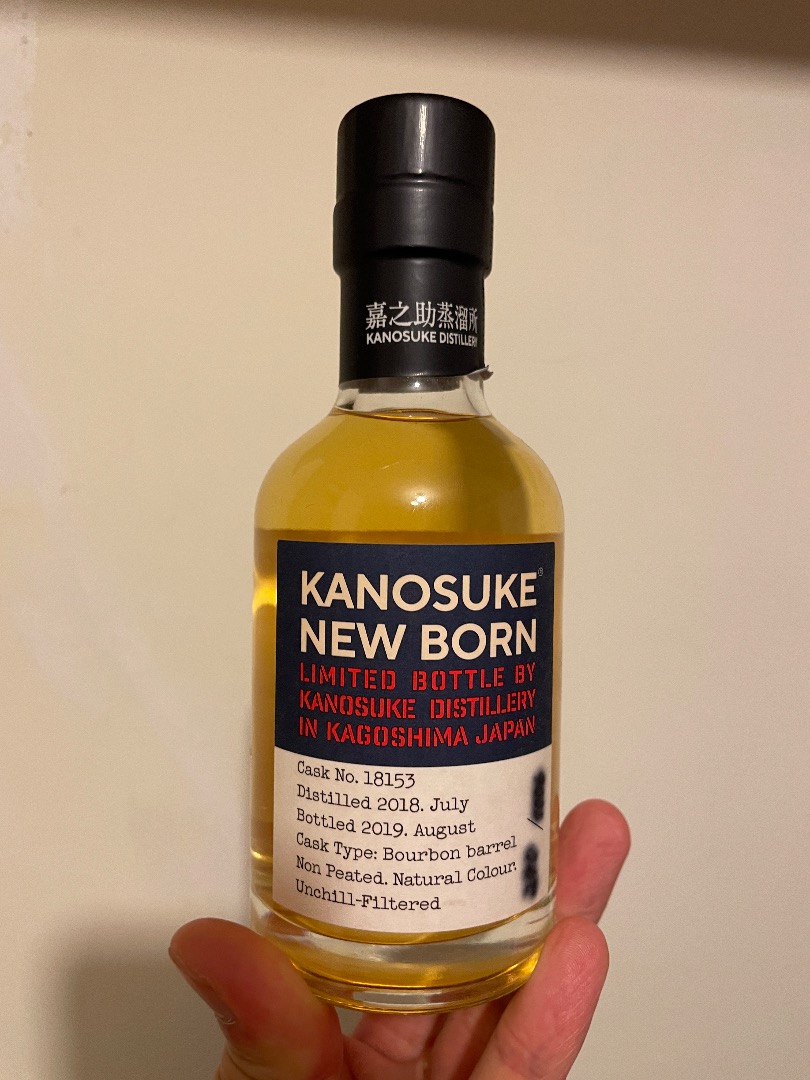 嘉之助蒸溜所
KANOSUKE DISTILLERY
KANOSUKE®
NEW BORN
LIMITED BOTTLE BY
KANOSUKE DISTILLERY
IN KAGOSHIMA JAPAN
Cask No. 18153
Distilled 2018. July
Bottled 2019. August
Cask Type: Bourbon barrel
Non Peated. Natural Colour.
Unchill-Filtered